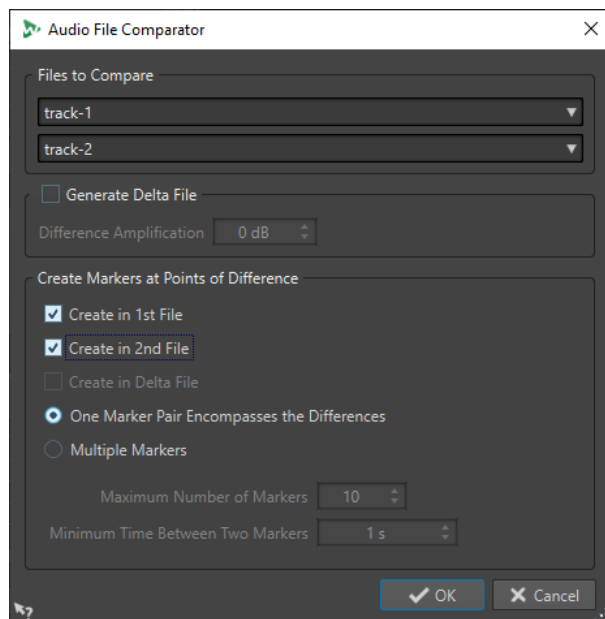 Audio File Comparator
Files to Compare
track-1
track-2
Generate Delta File
Difference Amplification 0 dB
Create Markers at Points of Difference
Create in 1st File
Create in 2nd File
Create in Delta File
One Marker Pair Encompasses the Differences
Multiple Markers
Maximum Number of Markers 10
Minimum Time Between Two Markers 1 s
OK Cancel